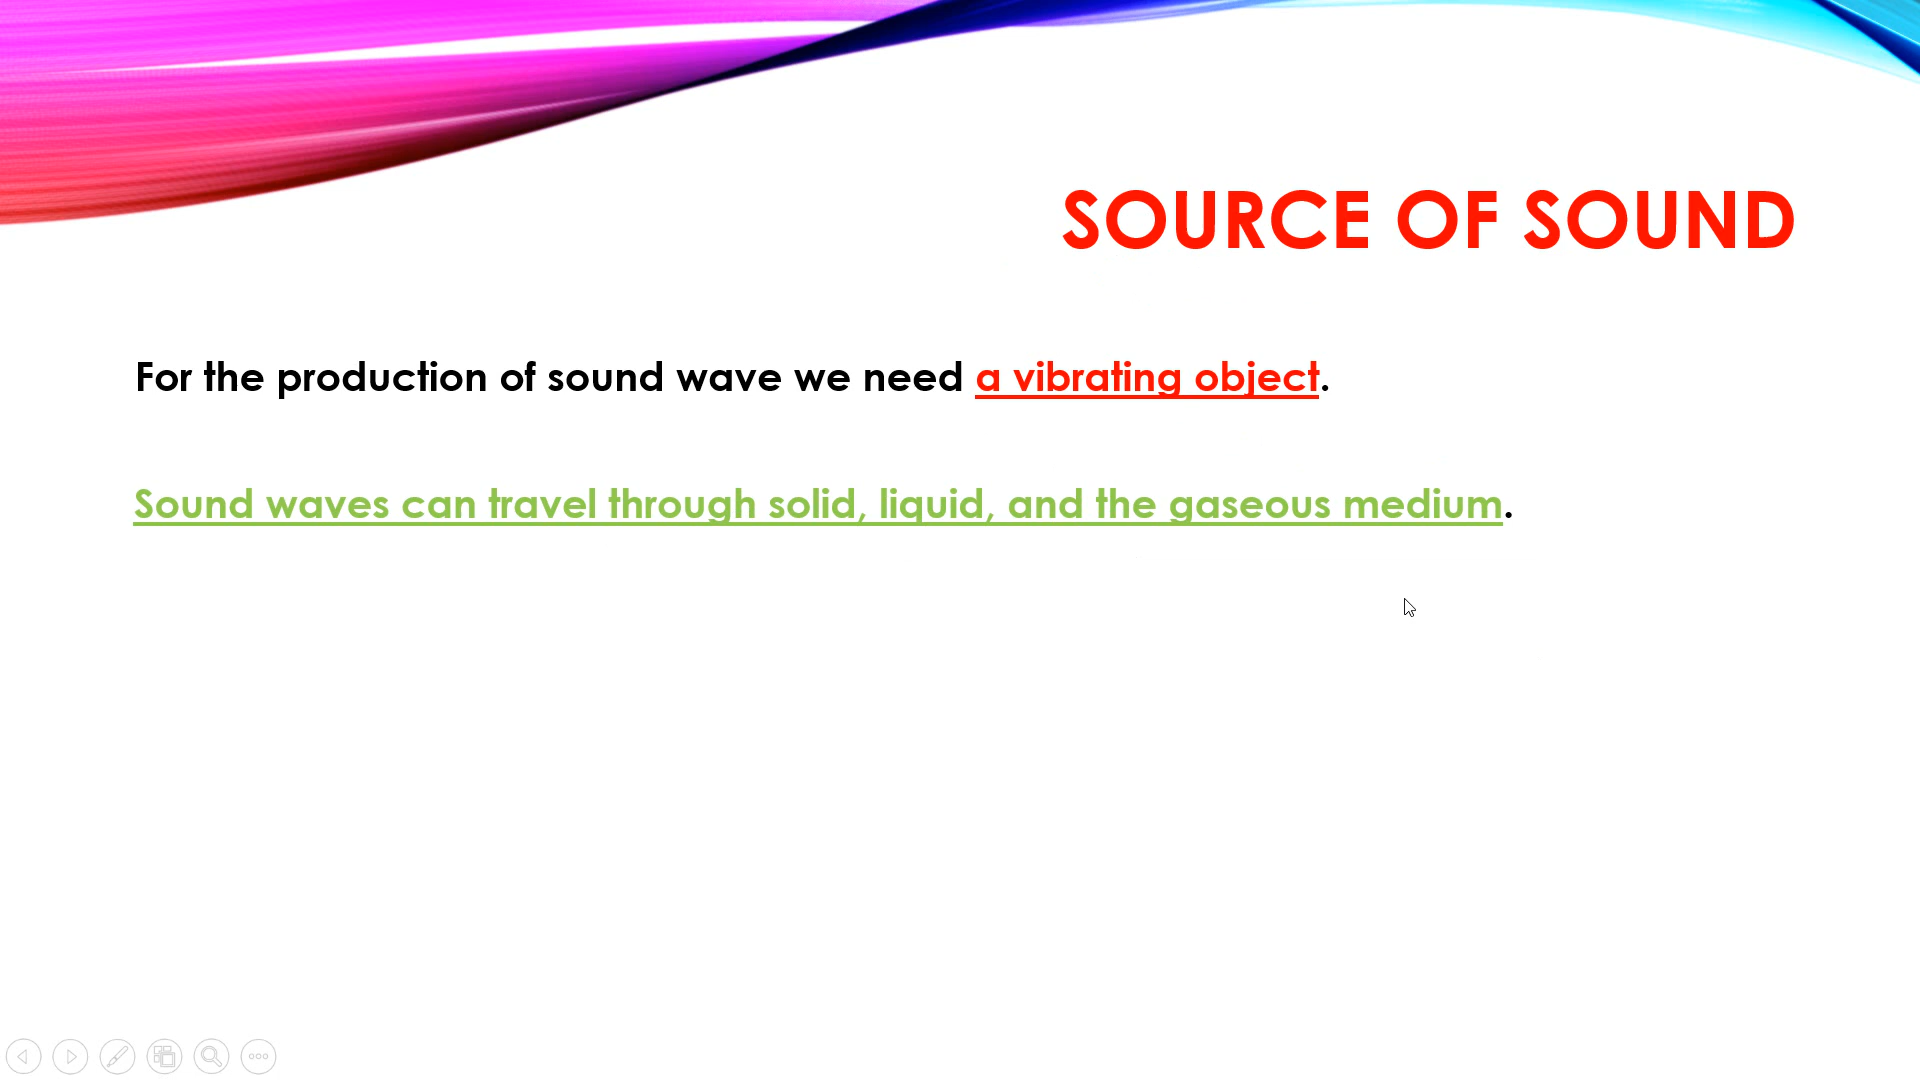 SOURCE OF SOUND
For the production of sound wave we need a vibrating object.
Sound waves can travel through solid, liquid, and the gaseous medium.